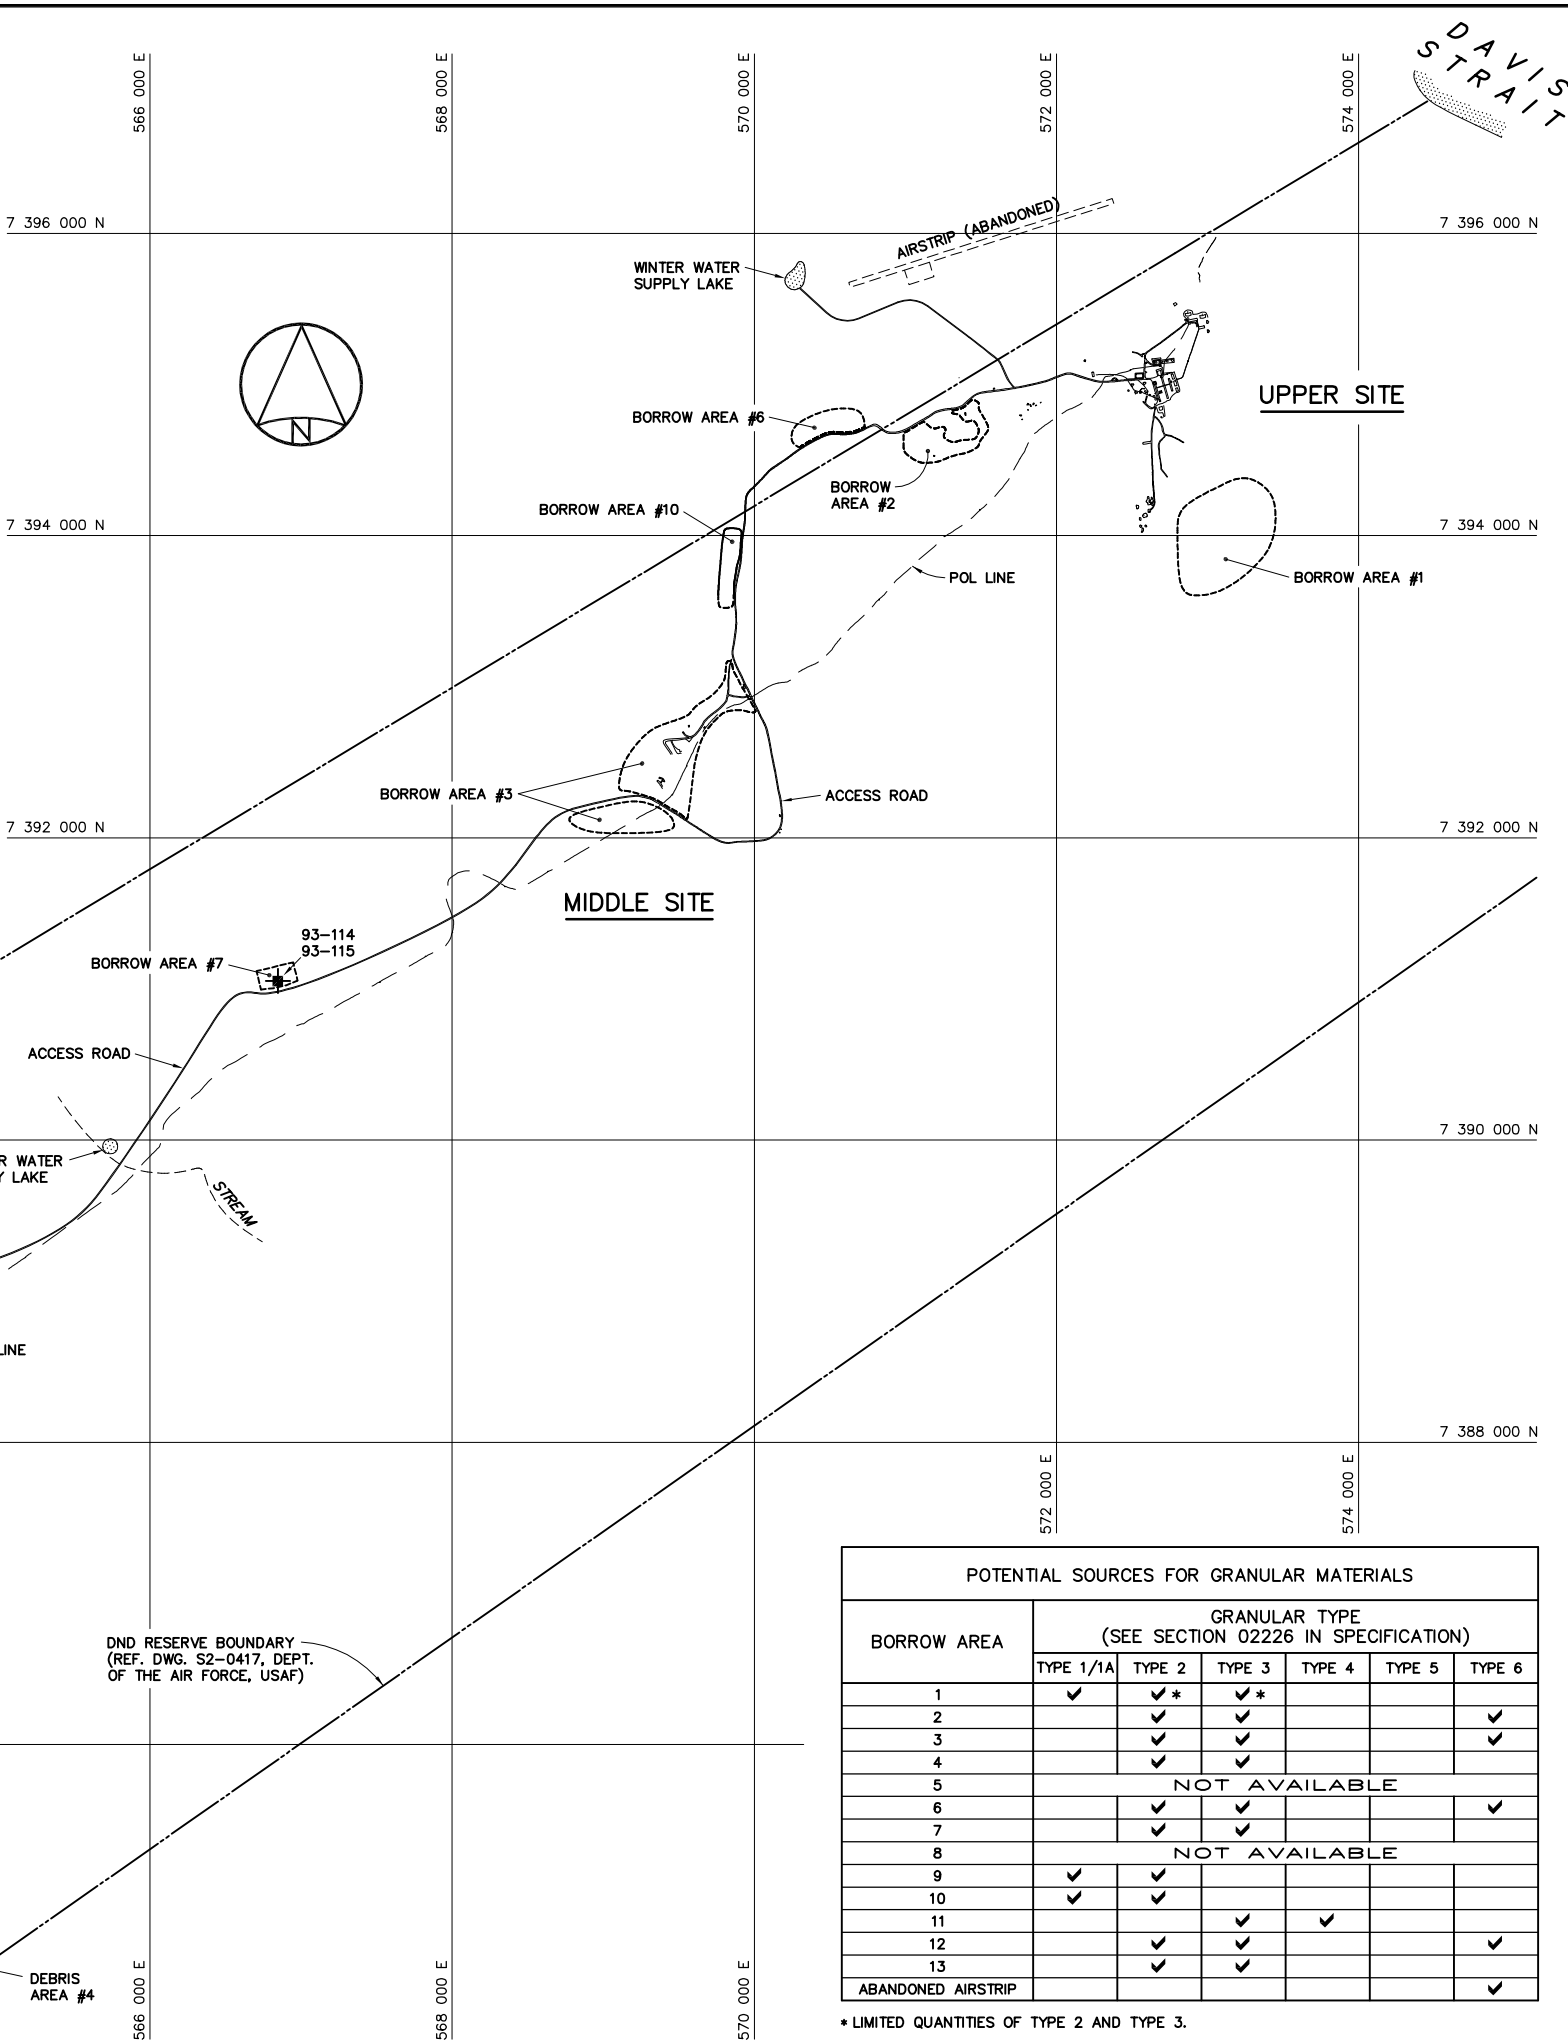 DAVIS
STRAIT
566 000 E
568 000 E
570 000 E
572 000 E
574 000 E
7 396 000 N
7 396 000 N
AIRSTRIP (ABANDONED)
WINTER WATER
SUPPLY LAKE
N
UPPER SITE
BORROW AREA #6
BORROW
AREA #2
BORROW AREA #10
7 394 000 N
7 394 000 N
POL LINE
BORROW AREA #1
BORROW AREA #3
ACCESS ROAD
7 392 000 N
7 392 000 N
MIDDLE SITE
93-114
93-115
BORROW AREA #7
ACCESS ROAD
7 390 000 N
R WATER
Y LAKE
STREAM
LINE
7 388 000 N
572 000 E
574 000 E
DND RESERVE BOUNDARY
(REF. DWG. S2-0417, DEPT.
OF THE AIR FORCE, USAF)
DEBRIS
AREA #4
566 000 E
568 000 E
570 000 E
POTENTIAL SOURCES FOR GRANULAR MATERIALS
BORROW AREA
GRANULAR TYPE
(SEE SECTION 02226 IN SPECIFICATION)
TYPE 1/1A TYPE 2 TYPE 3 TYPE 4 TYPE 5 TYPE 6
1 ✔ ✔* ✔*
2 ✔ ✔ ✔
3 ✔ ✔ ✔
4 ✔ ✔
5 NOT AVAILABLE
6 ✔ ✔ ✔
7 ✔ ✔
8 NOT AVAILABLE
9 ✔ ✔
10 ✔ ✔
11 ✔ ✔
12 ✔ ✔ ✔
13 ✔ ✔
ABANDONED AIRSTRIP ✔
* LIMITED QUANTITIES OF TYPE 2 AND TYPE 3.